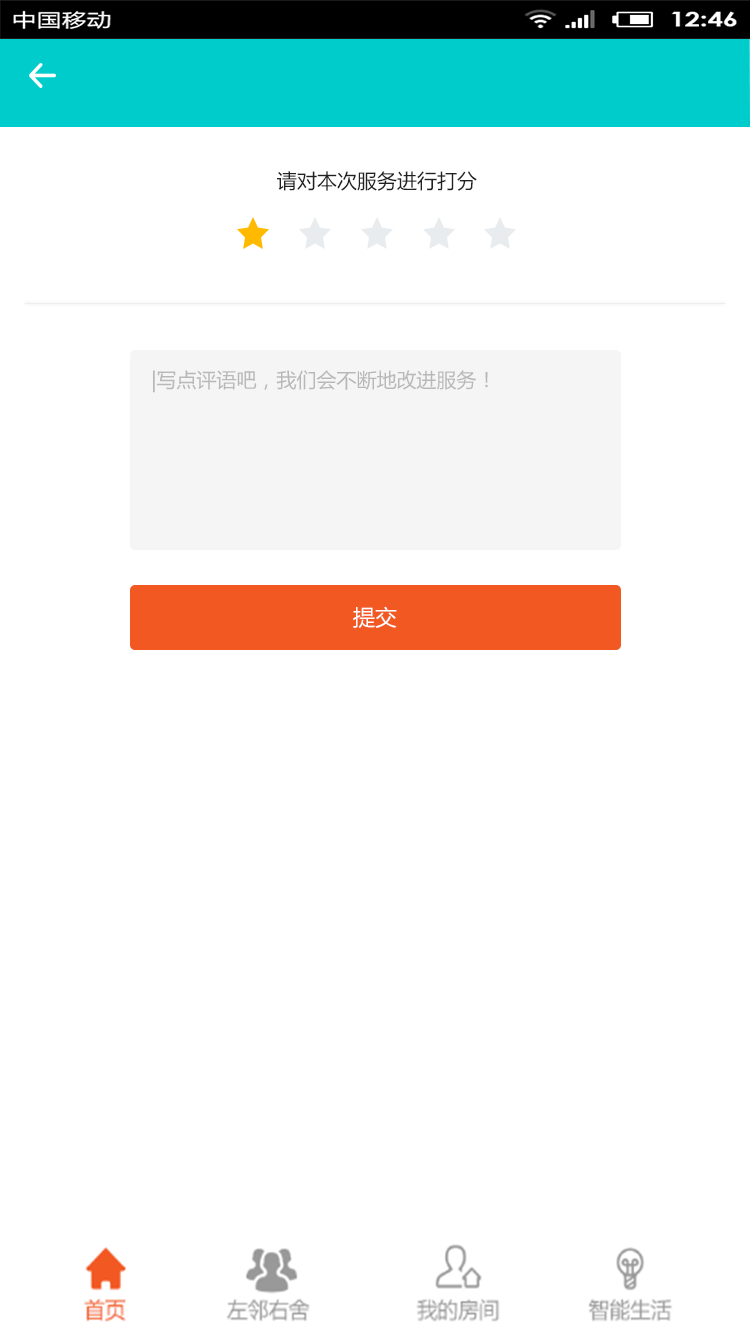 中国移动 12:46
请对本次服务进行打分
写点评语吧，我们会不断地改进服务！
提交
首页 左邻右舍 我的房间 智能生活